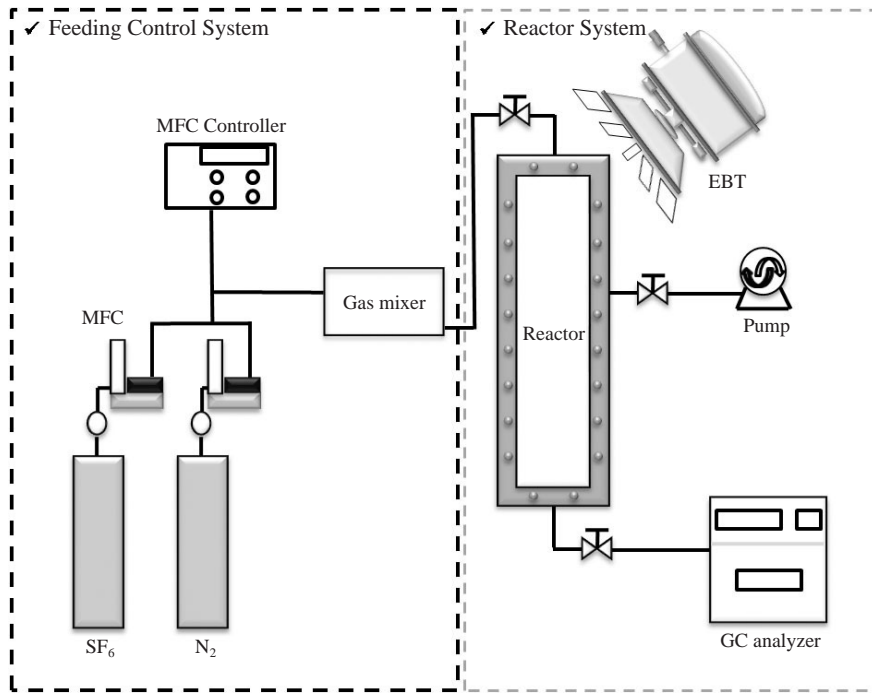 ✓ Feeding Control System
✓ Reactor System
MFC Controller
EBT
Gas mixer
MFC
Reactor
Pump
SF₆
N₂
GC analyzer